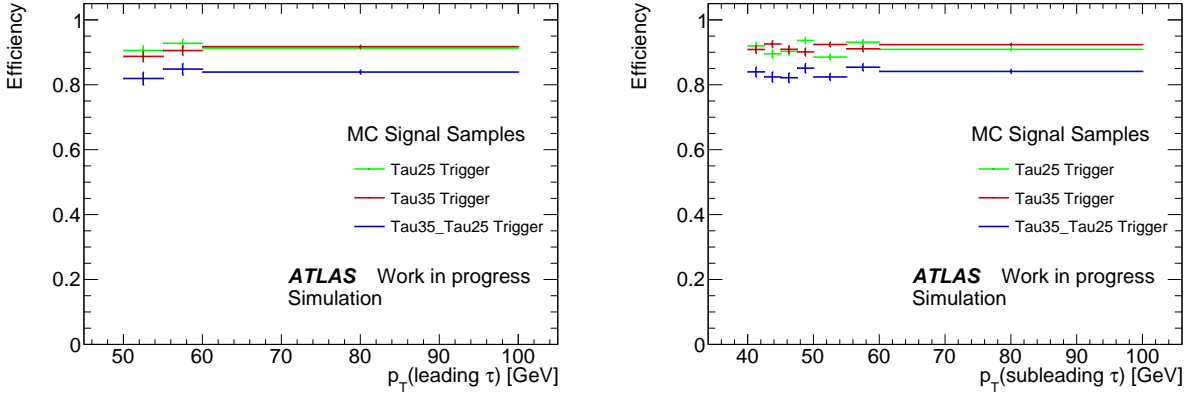 Efficiency
1
0.8
0.6
0.4
0.2
0
MC Signal Samples
Tau25 Trigger
Tau35 Trigger
Tau35_Tau25 Trigger
ATLAS Work in progress
Simulation
50 60 70 80 90 100
p_T(leading τ) [GeV]
Efficiency
1
0.8
0.6
0.4
0.2
0
MC Signal Samples
Tau25 Trigger
Tau35 Trigger
Tau35_Tau25 Trigger
ATLAS Work in progress
Simulation
40 50 60 70 80 90 100
p_T(subleading τ) [GeV]